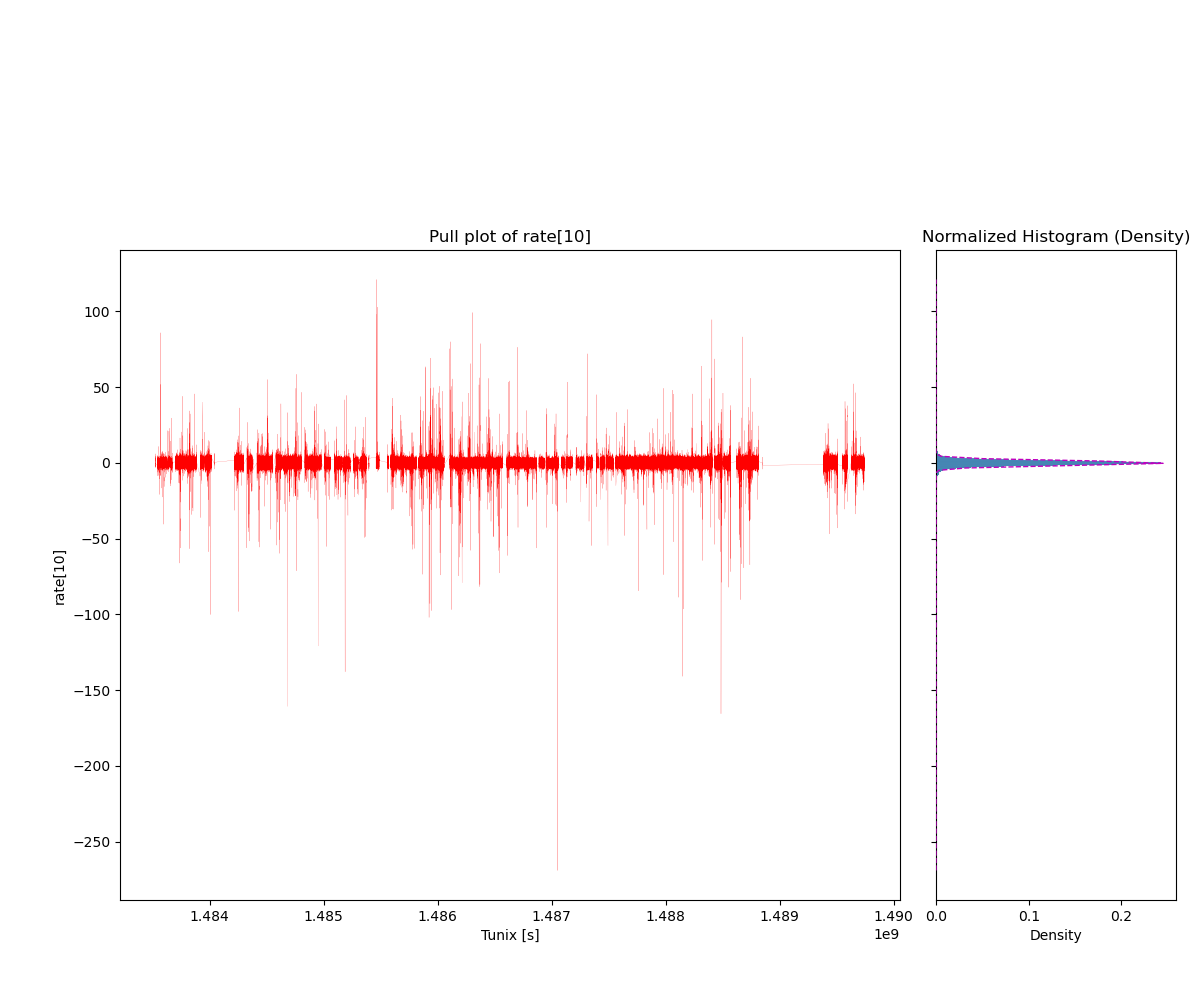 Pull plot of rate[10]
Normalized Histogram (Density)
100
50
0
−50
−100
−150
−200
−250
rate[10]
1.484 1.485 1.486 1.487 1.488 1.489 1.490
1e9
Tunix [s]
0.0 0.1 0.2
Density